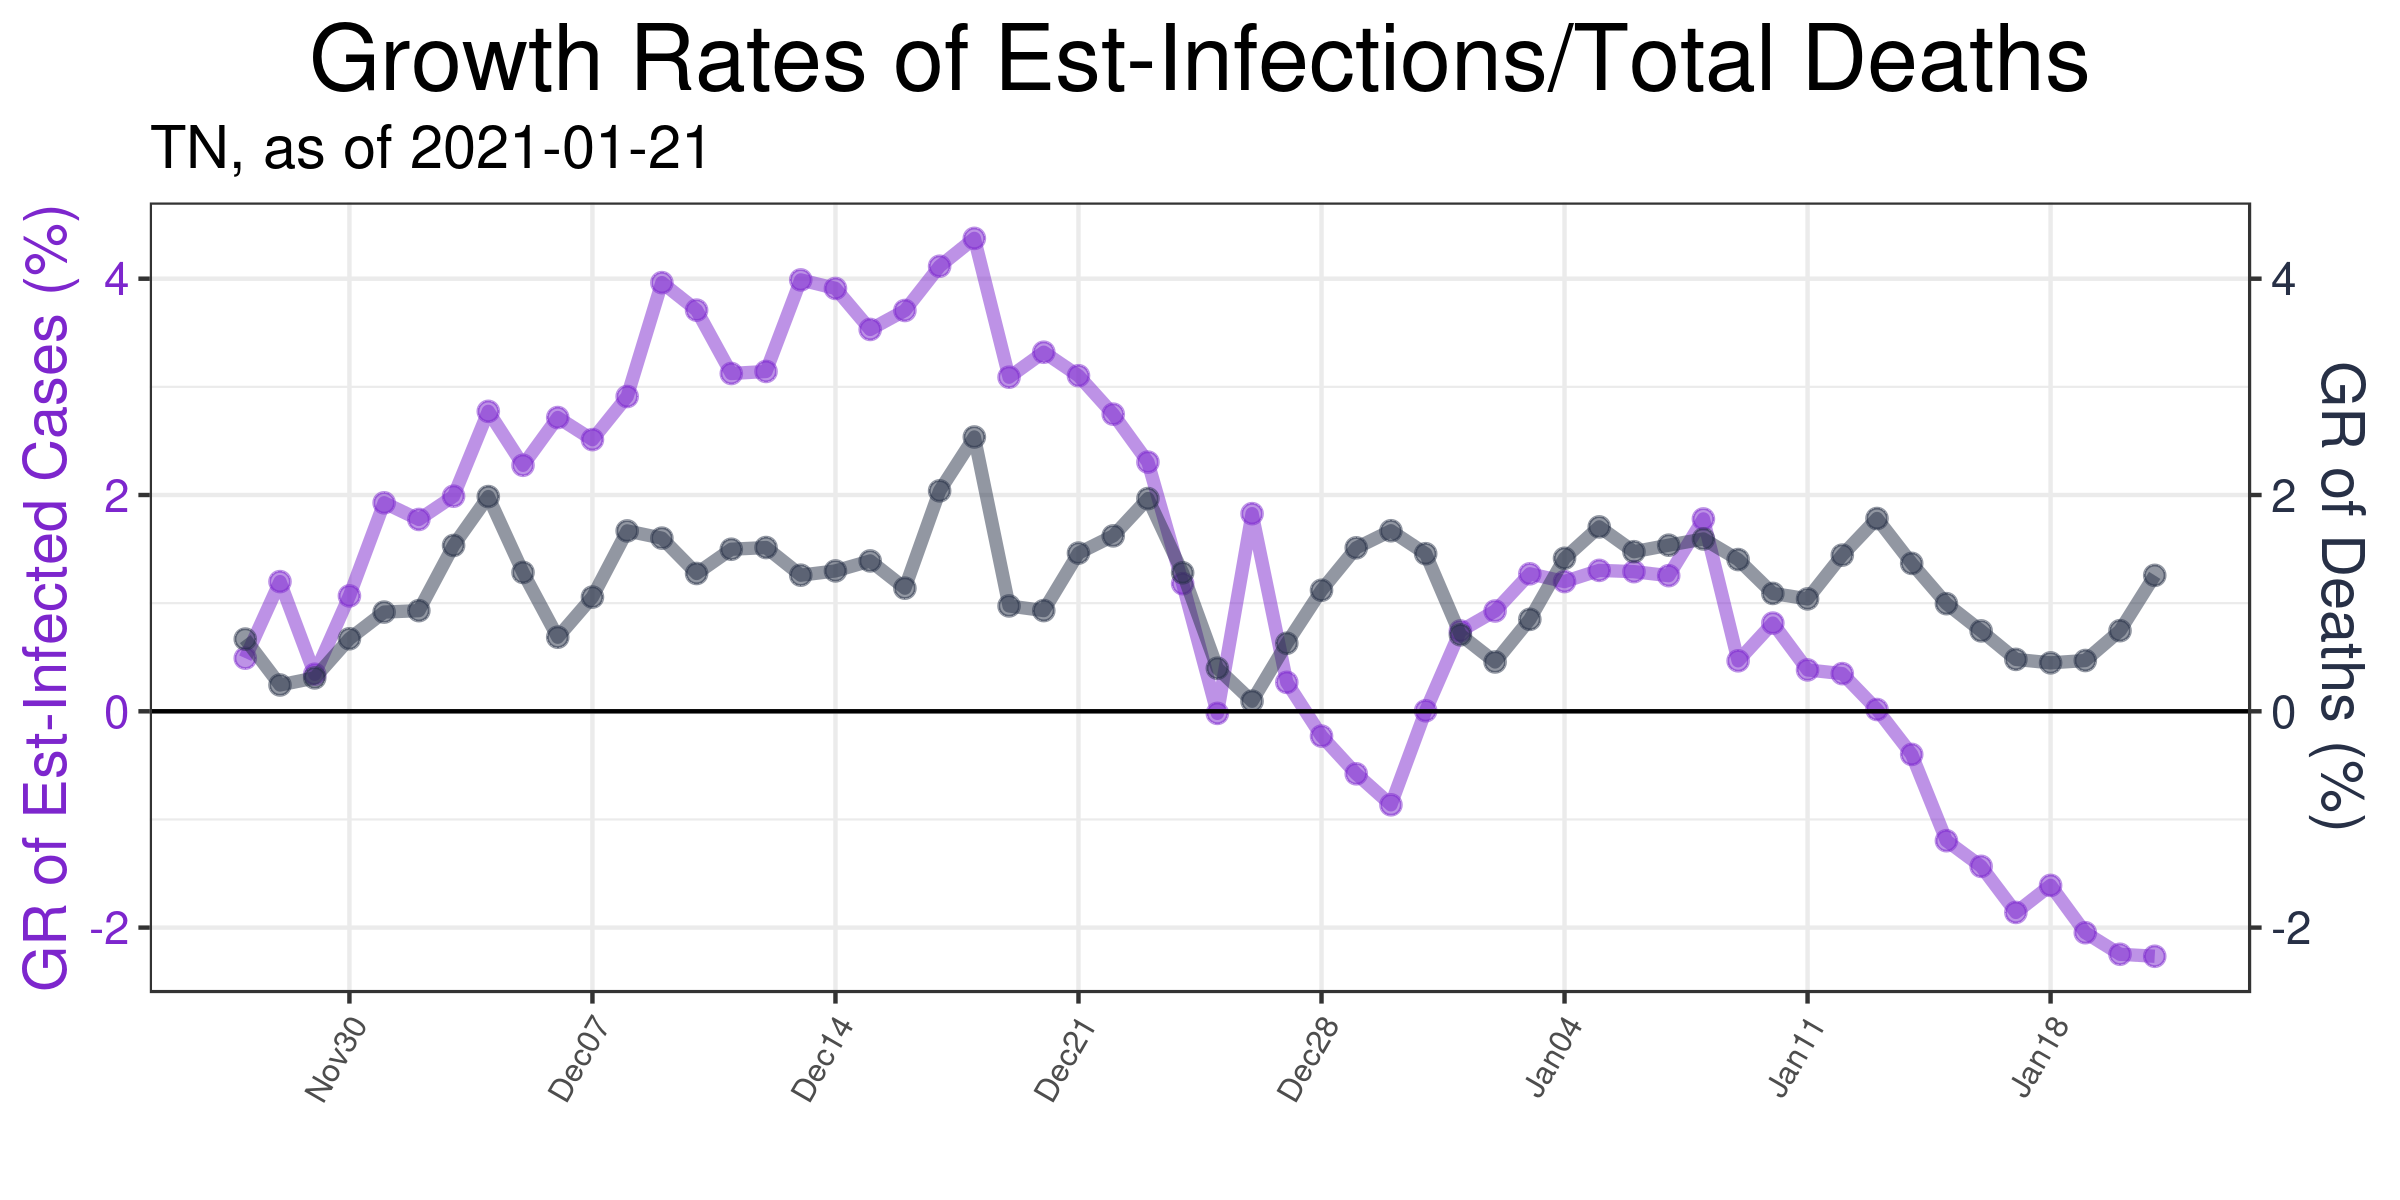 Growth Rates of Est-Infections/Total Deaths
TN, as of 2021-01-21
GR of Est-Infected Cases (%)
4
2
0
-2
4
2
0
-2
GR of Deaths (%)
Nov30
Dec07
Dec14
Dec21
Dec28
Jan04
Jan11
Jan18